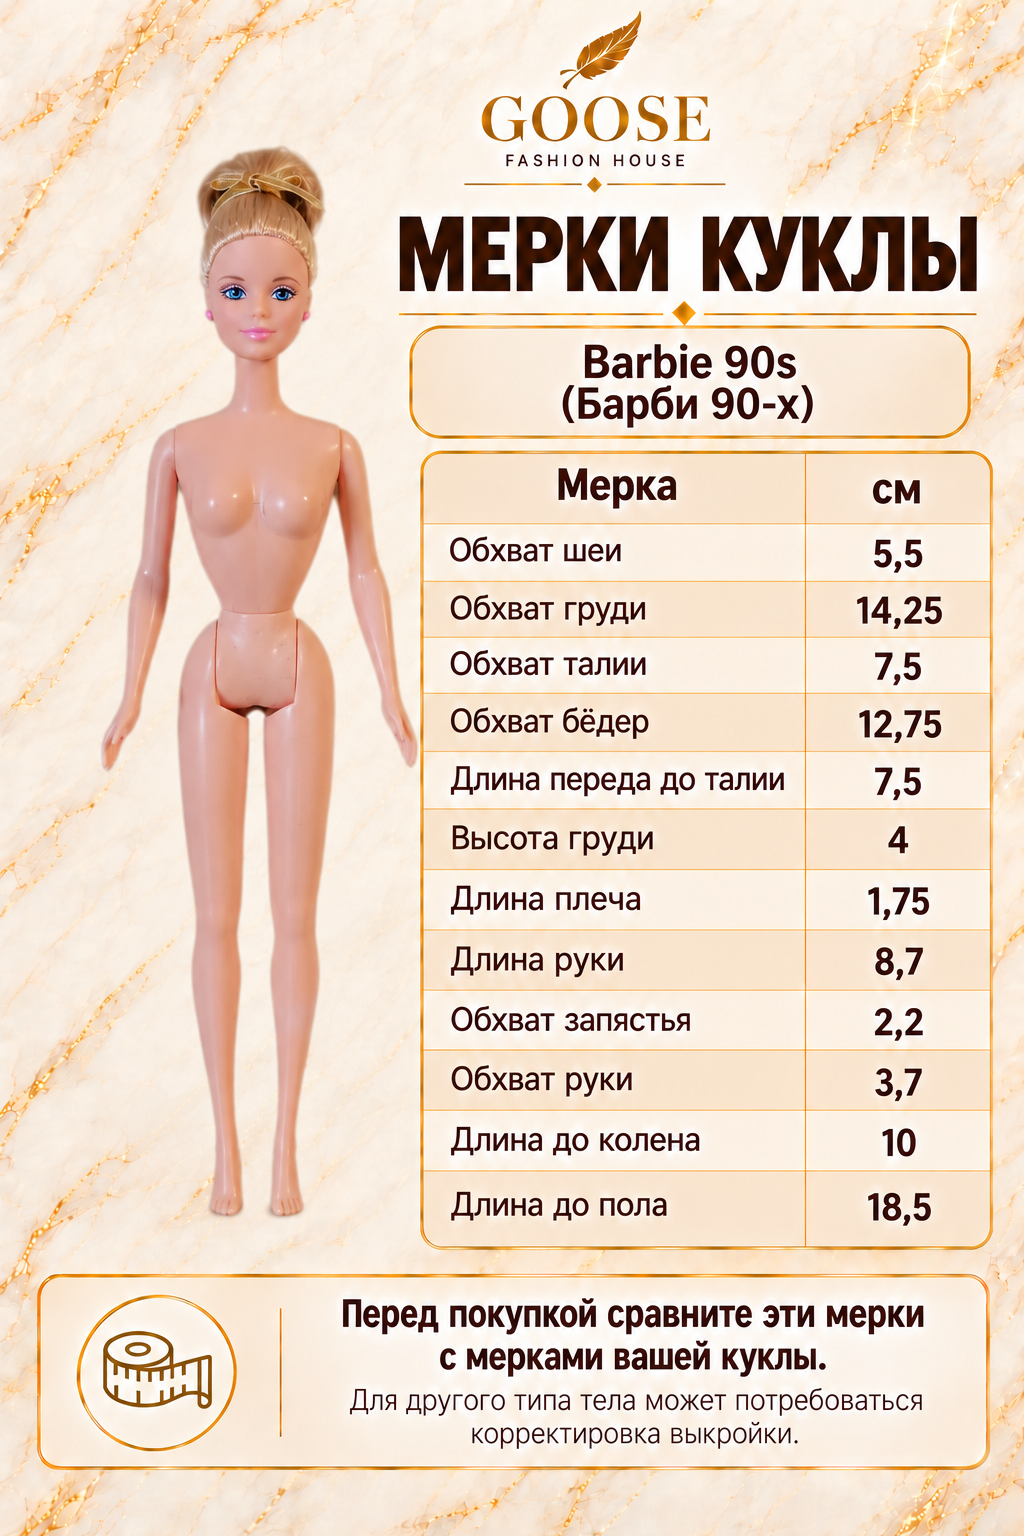 GOOSE
FASHION HOUSE
МЕРКИ КУКЛЫ
Barbie 90s
(Барби 90-х)
Мерка см
Обхват шеи 5,5
Обхват груди 14,25
Обхват талии 7,5
Обхват бёдер 12,75
Длина переда до талии 7,5
Высота груди 4
Длина плеча 1,75
Длина руки 8,7
Обхват запястья 2,2
Обхват руки 3,7
Длина до колена 10
Длина до пола 18,5
Перед покупкой сравните эти мерки
с мерками вашей куклы.
Для другого типа тела может потребоваться
корректировка выкройки.